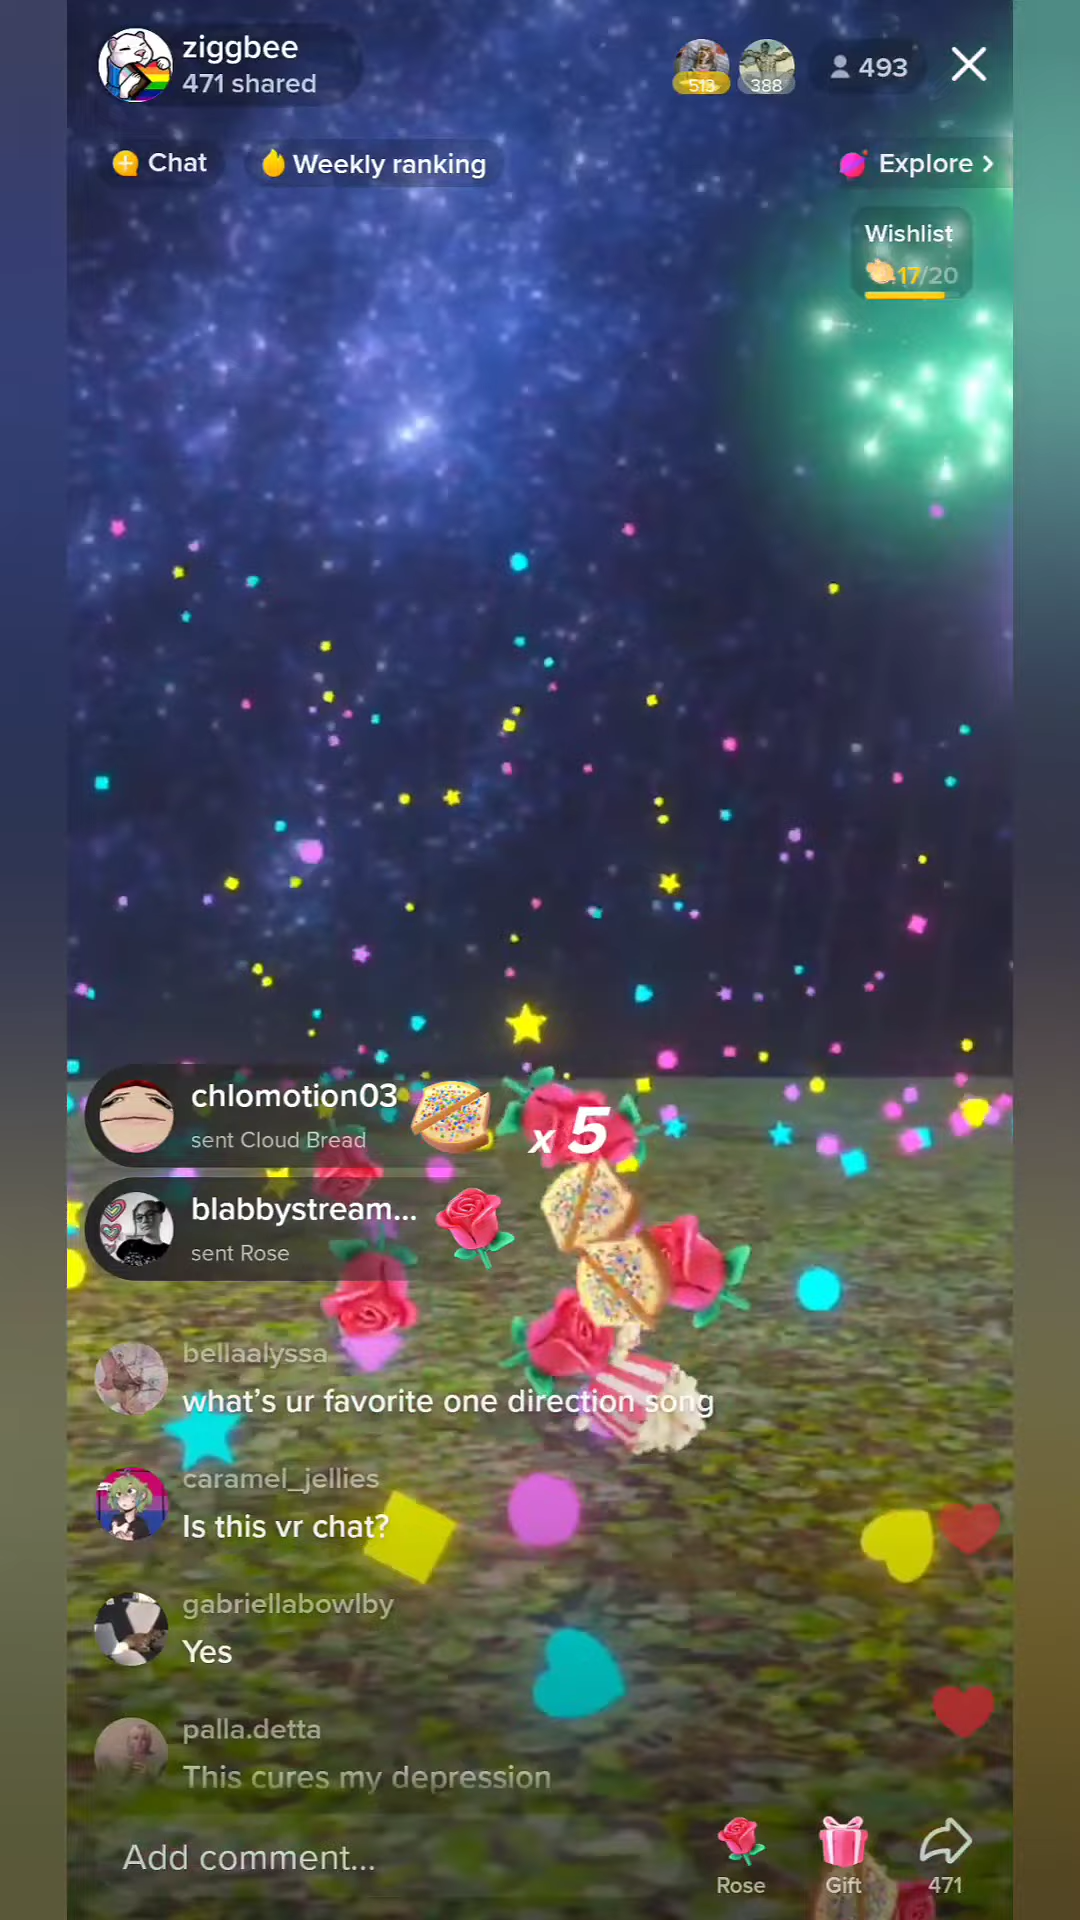 ziggbee
471 shared
513
388
493
Chat
Weekly ranking
Explore
Wishlist
17/20
chlomotion03
sent Cloud Bread
x 5
blabbystream...
sent Rose
bellaalyssa
what’s ur favorite one direction song
caramel_jellies
Is this vr chat?
gabriellabowlby
Yes
palla.detta
This cures my depression
Add comment...
Rose
Gift
471